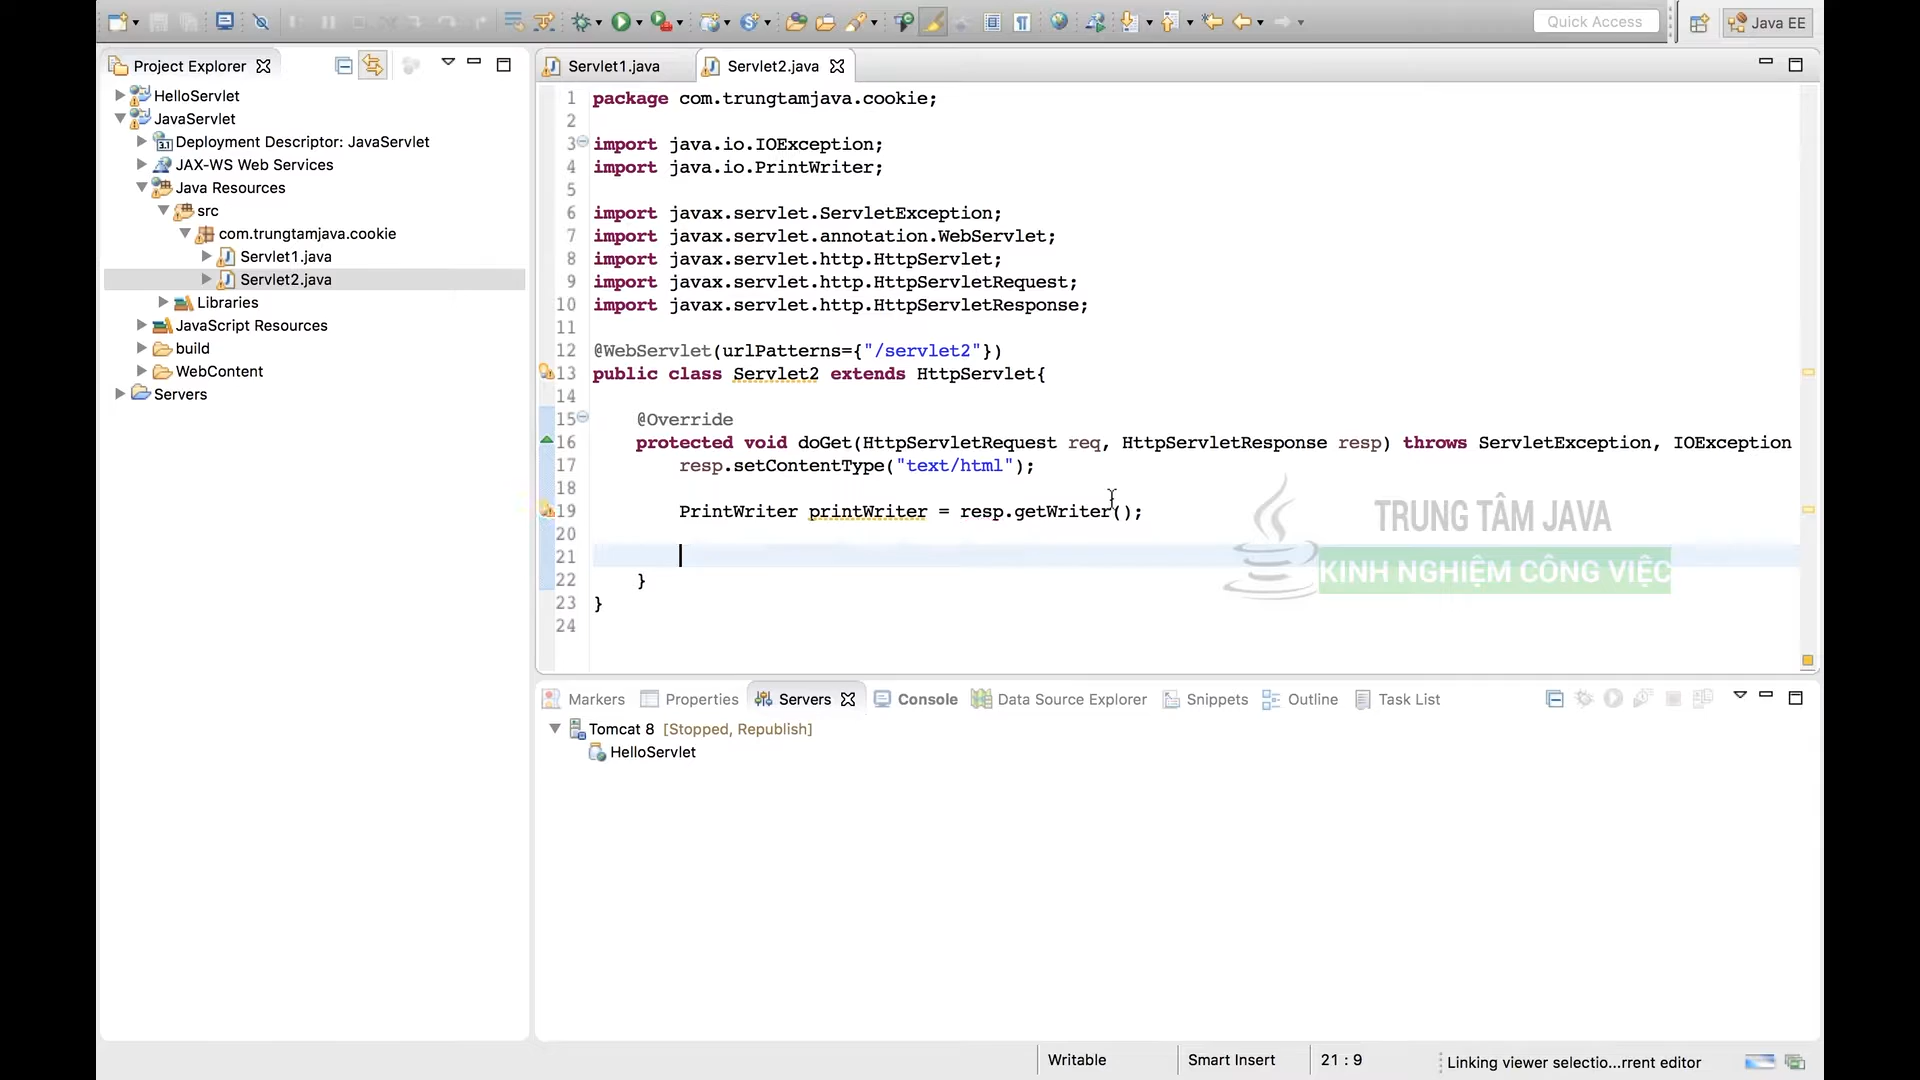 Quick Access
Java EE
Project Explorer
HelloServlet
JavaServlet
Deployment Descriptor: JavaServlet
JAX-WS Web Services
Java Resources
src
com.trungtamjava.cookie
Servlet1.java
Servlet2.java
Libraries
JavaScript Resources
build
WebContent
Servers
Servlet1.java
Servlet2.java
1 package com.trungtamjava.cookie;
2
3 import java.io.IOException;
4 import java.io.PrintWriter;
5
6 import javax.servlet.ServletException;
7 import javax.servlet.annotation.WebServlet;
8 import javax.servlet.http.HttpServlet;
9 import javax.servlet.http.HttpServletRequest;
10 import javax.servlet.http.HttpServletResponse;
11
12 @WebServlet(urlPatterns={"/servlet2"})
13 public class Servlet2 extends HttpServlet{
14
15 @Override
16 protected void doGet(HttpServletRequest req, HttpServletResponse resp) throws ServletException, IOException
17 resp.setContentType("text/html");
18
19 PrintWriter printWriter = resp.getWriter();
20
21
22 }
23 }
24
TRUNG TÂM JAVA
KINH NGHIỆM CÔNG VIỆC
Markers
Properties
Servers
Console
Data Source Explorer
Snippets
Outline
Task List
Tomcat 8 [Stopped, Republish]
HelloServlet
Writable
Smart Insert
21 : 9
Linking viewer selectio...rrent editor